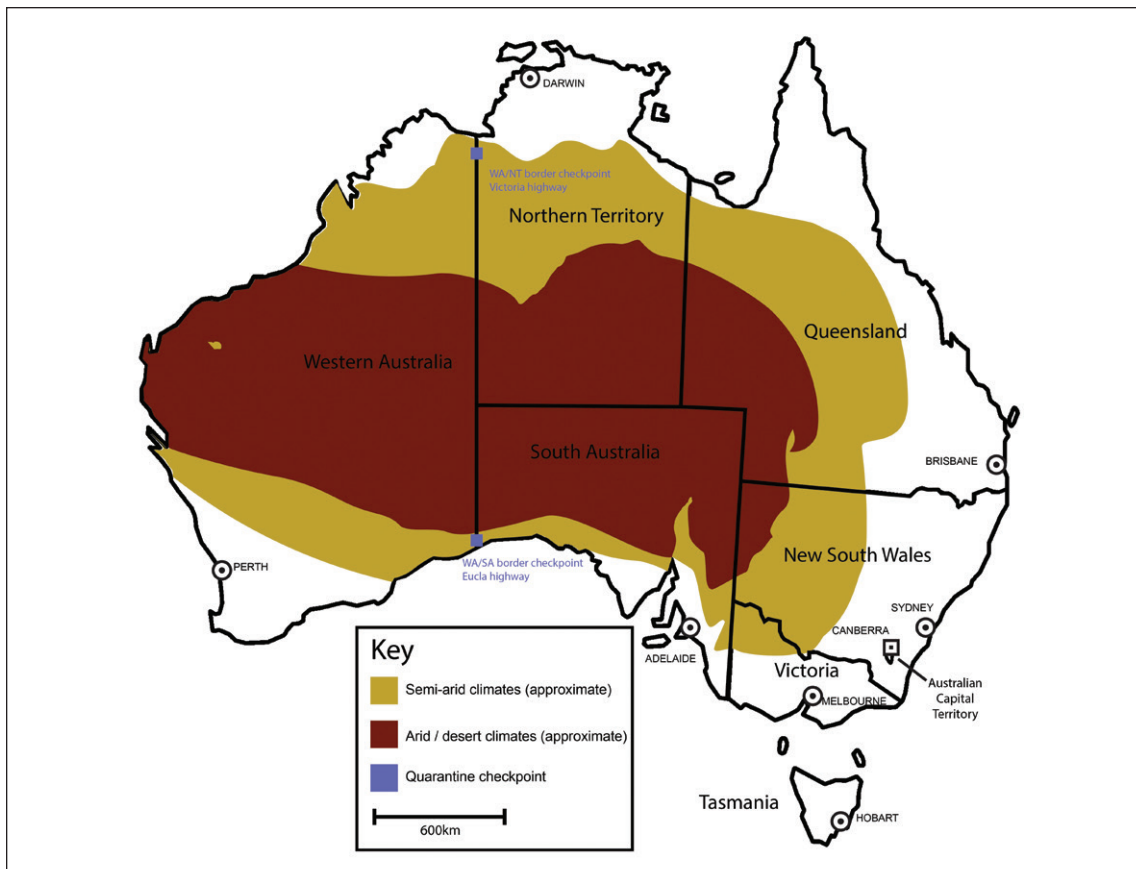 DARWIN
WA/NT border checkpoint
Victoria highway
Northern Territory
Queensland
Western Australia
South Australia
BRISBANE
New South Wales
WA/SA border checkpoint
Eucla highway
PERTH
SYDNEY
CANBERRA
ADELAIDE
Victoria
Australian
Capital
Territory
MELBOURNE
Key
Semi-arid climates (approximate)
Arid / desert climates (approximate)
Quarantine checkpoint
600km
Tasmania
HOBART